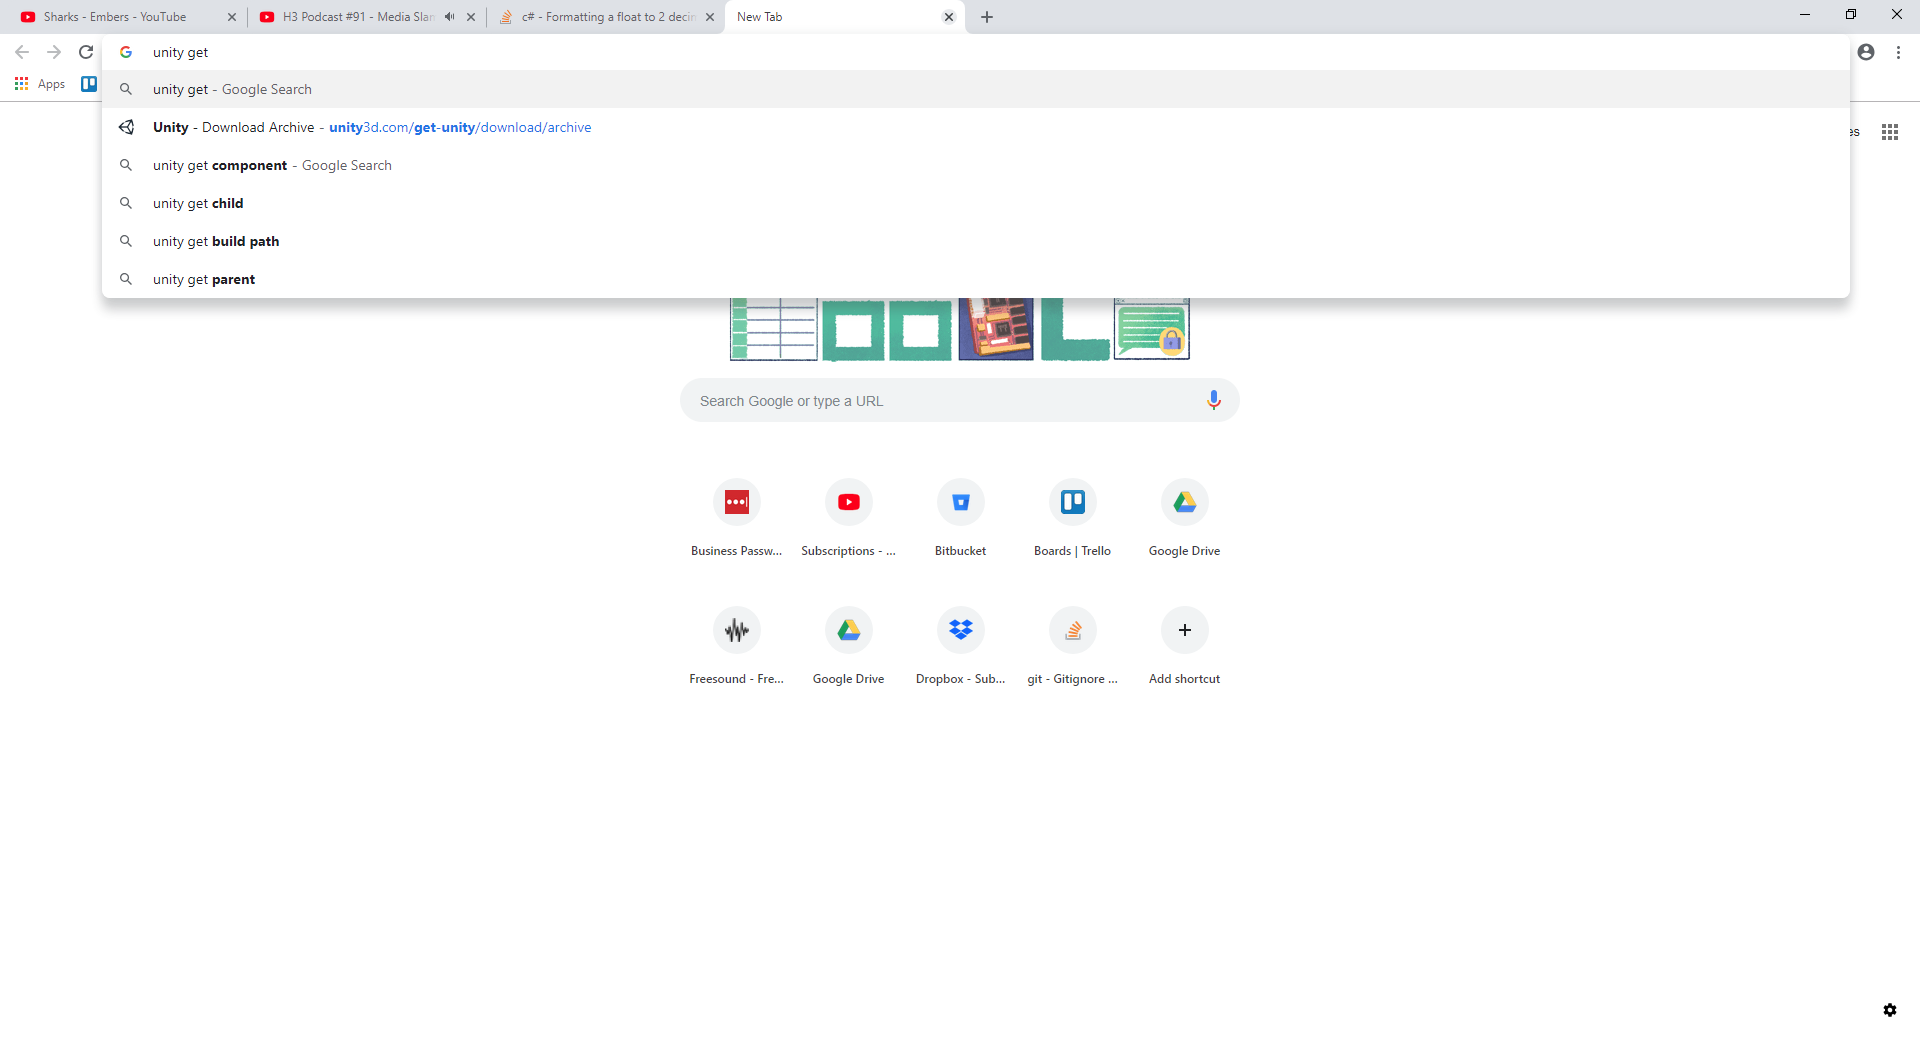 Sharks - Embers - YouTube
H3 Podcast #91 - Media Slan
c# - Formatting a float to 2 decin
New Tab
unity get
Apps
unity get - Google Search
Unity - Download Archive - unity3d.com/get-unity/download/archive
es
unity get component - Google Search
unity get child
unity get build path
unity get parent
Search Google or type a URL
Business Passw...
Subscriptions - ...
Bitbucket
Boards | Trello
Google Drive
Freesound - Fre...
Google Drive
Dropbox - Sub...
git - Gitignore ...
Add shortcut